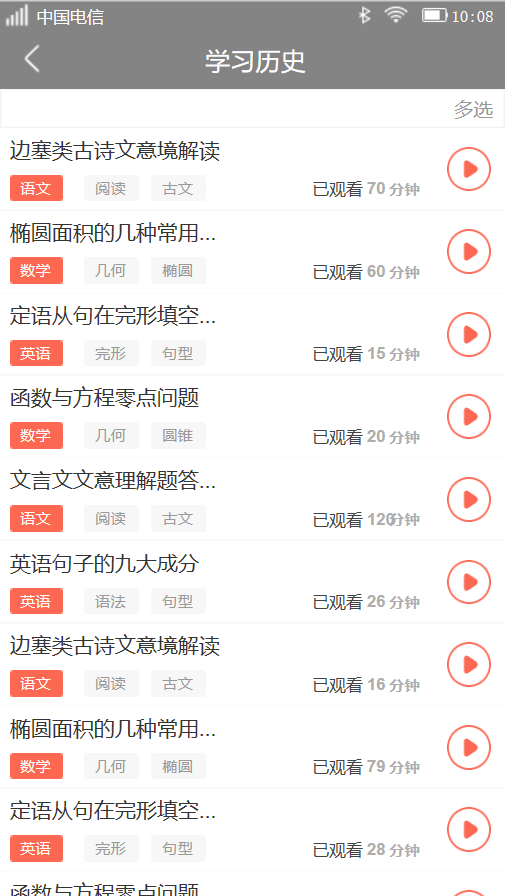 中国电信 10:08
学习历史
多选
边塞类古诗文意境解读
语文 阅读 古文 已观看 70 分钟
椭圆面积的几种常用...
数学 几何 椭圆 已观看 60 分钟
定语从句在完形填空...
英语 完形 句型 已观看 15 分钟
函数与方程零点问题
数学 几何 圆锥 已观看 20 分钟
文言文文意理解题答...
语文 阅读 古文 已观看 120分钟
英语句子的九大成分
英语 语法 句型 已观看 26 分钟
边塞类古诗文意境解读
语文 阅读 古文 已观看 16 分钟
椭圆面积的几种常用...
数学 几何 椭圆 已观看 79 分钟
定语从句在完形填空...
英语 完形 句型 已观看 28 分钟
函数与方程零点问题